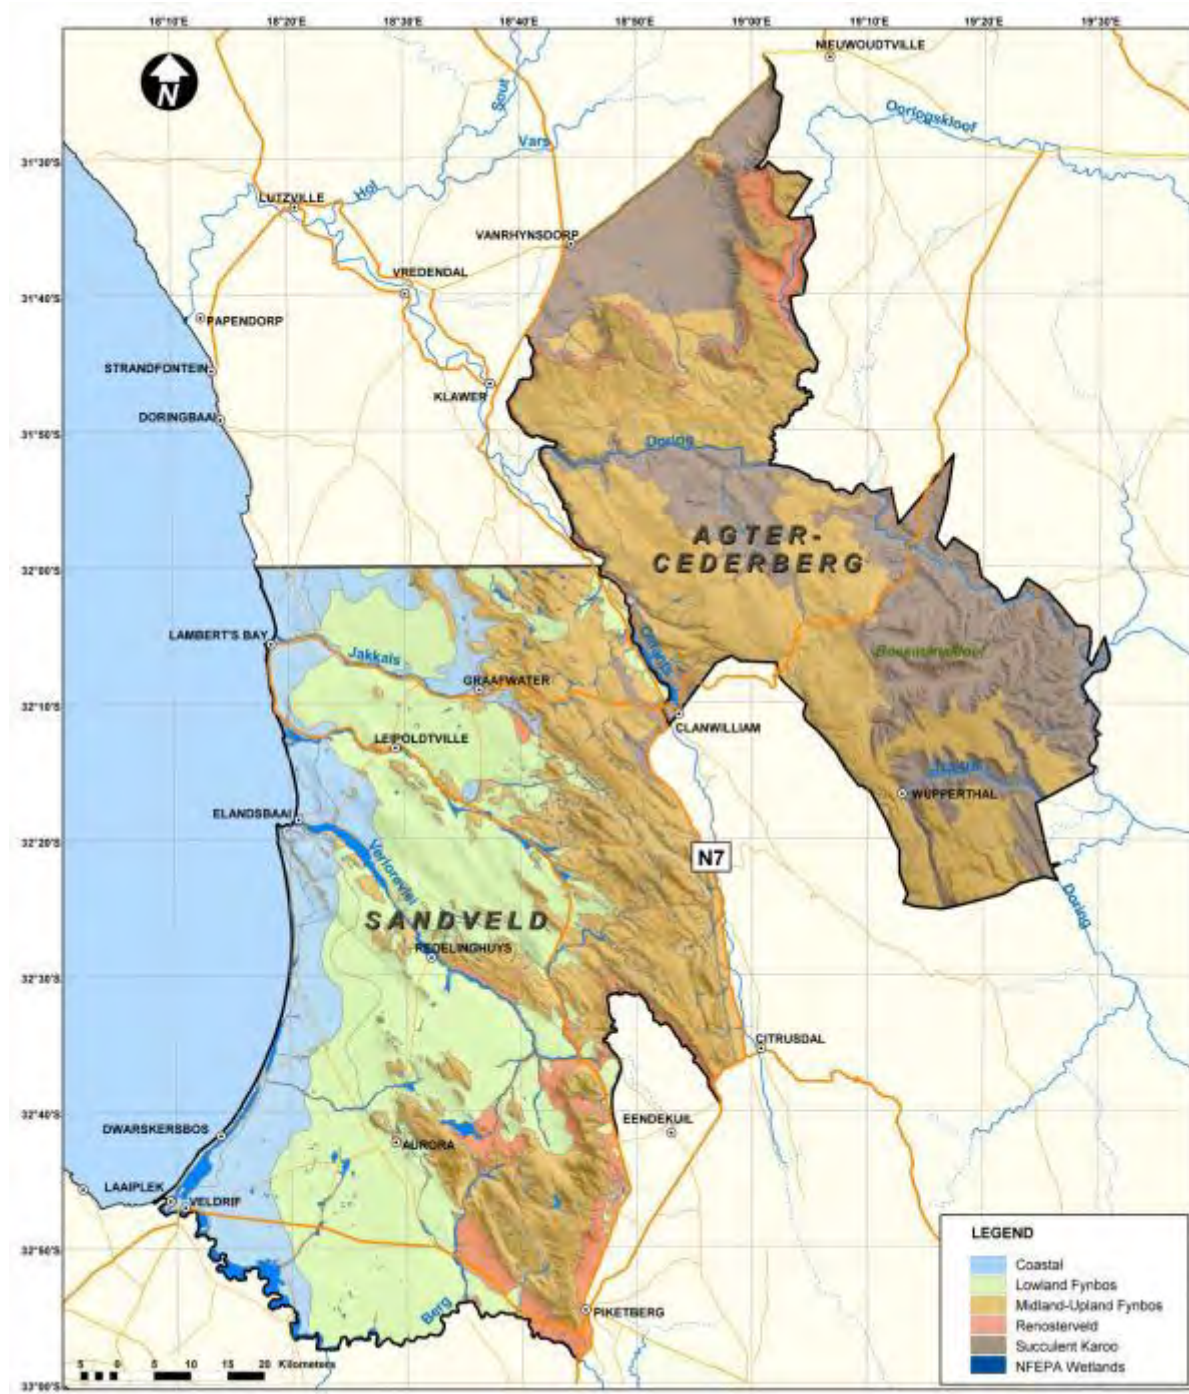 18°10'E 18°20'E 18°30'E 18°40'E 18°50'E 19°00'E 19°10'E 19°20'E 19°30'E
NIEUWOUDTVILLE
N
Sout
Oorlogskloof
Vars
31°30'S
Hol
LUTZVILLE
VANRHYNSDORP
VREDENDAL
31°40'S
PAPENDORP
STRANDFONTEIN
KLAWER
DORINGBAAI
31°50'S
Doring
AGTER-
CEDERBERG
32°00'S
LAMBERT'S BAY
Jakkals
Olifants
GRAAFWATER
32°10'S
CLANWILLIAM
LEIPOLDTVILLE
WUPPERTHAL
ELANDSBAAI
32°20'S
Verlorevlei
N7
Doring
SANDVELD
REDELINGHUYS
32°30'S
CITRUSDAL
32°40'S
EENDEKUIL
DWARSKERSBOS
AURORA
LAAIPLEK
VELDRIF
32°50'S
Berg
PIKETBERG
LEGEND
Coastal
Lowland Fynbos
Midland-Upland Fynbos
Renosterveld
Succulent Karoo
NFEPA Wetlands
5 0 5 10 15 20 Kilometers
33°00'S